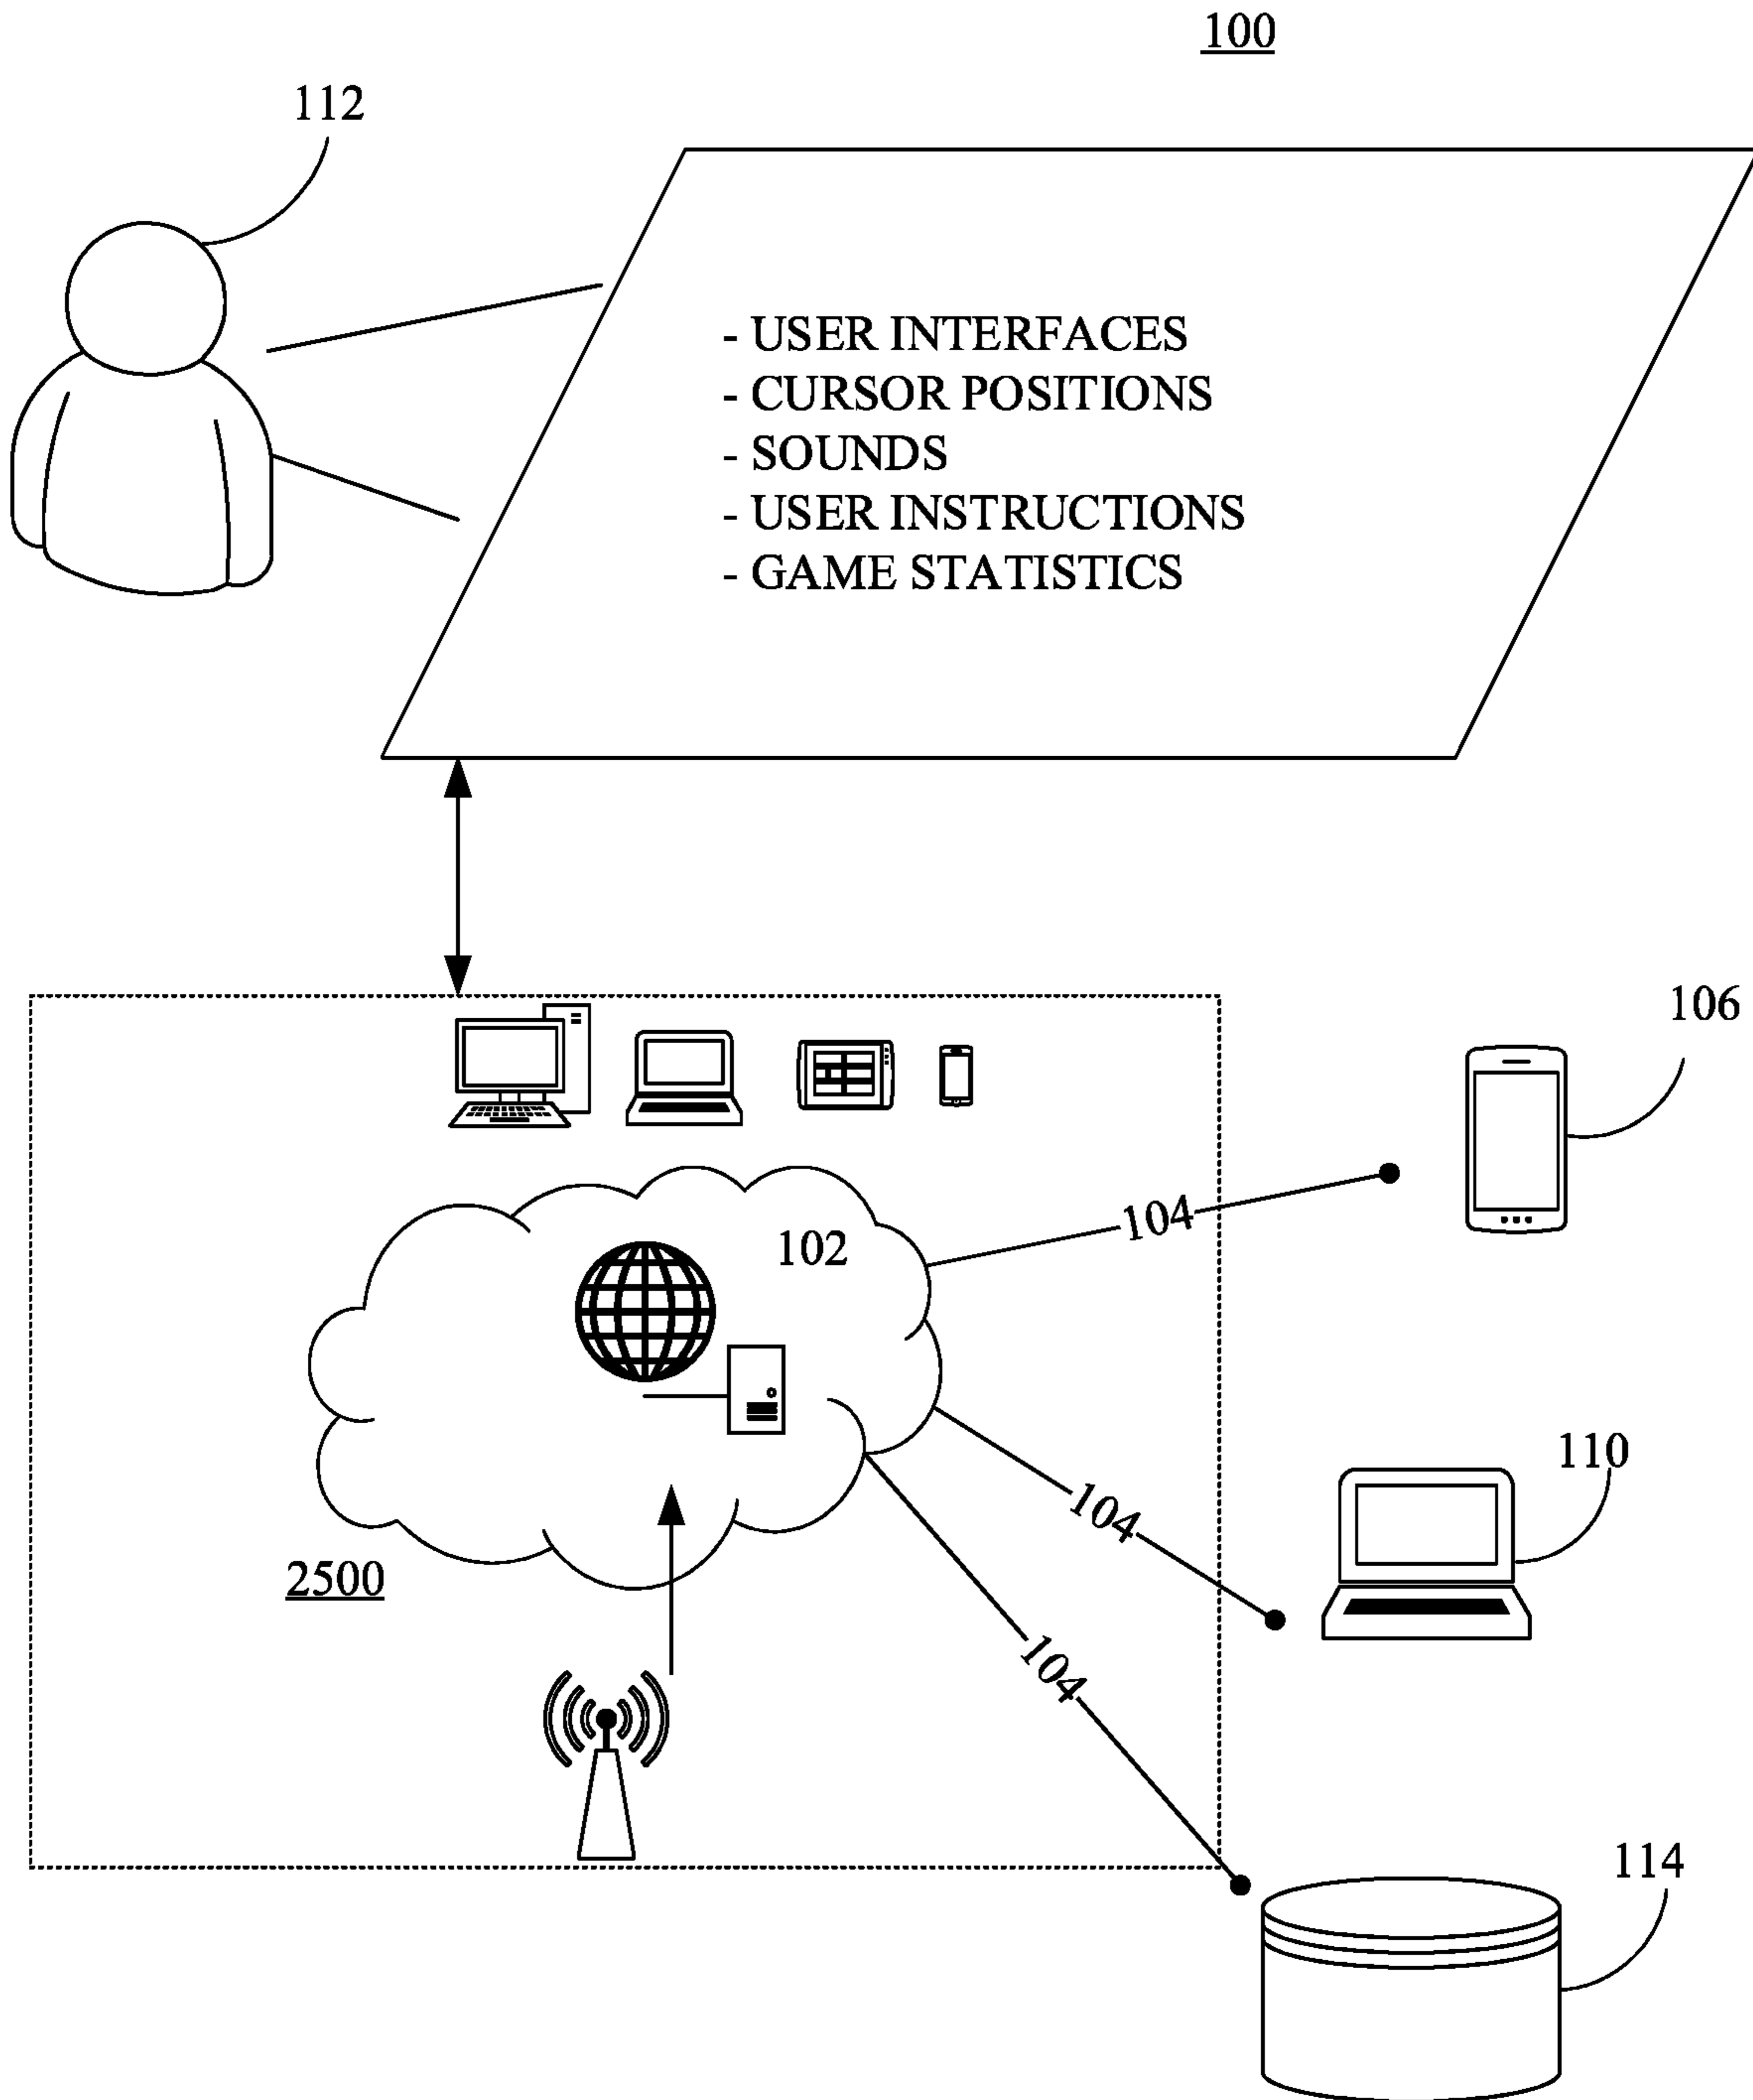 100
112
- USER INTERFACES
- CURSOR POSITIONS
- SOUNDS
- USER INSTRUCTIONS
- GAME STATISTICS
106
104
102
110
104
2500
104
114